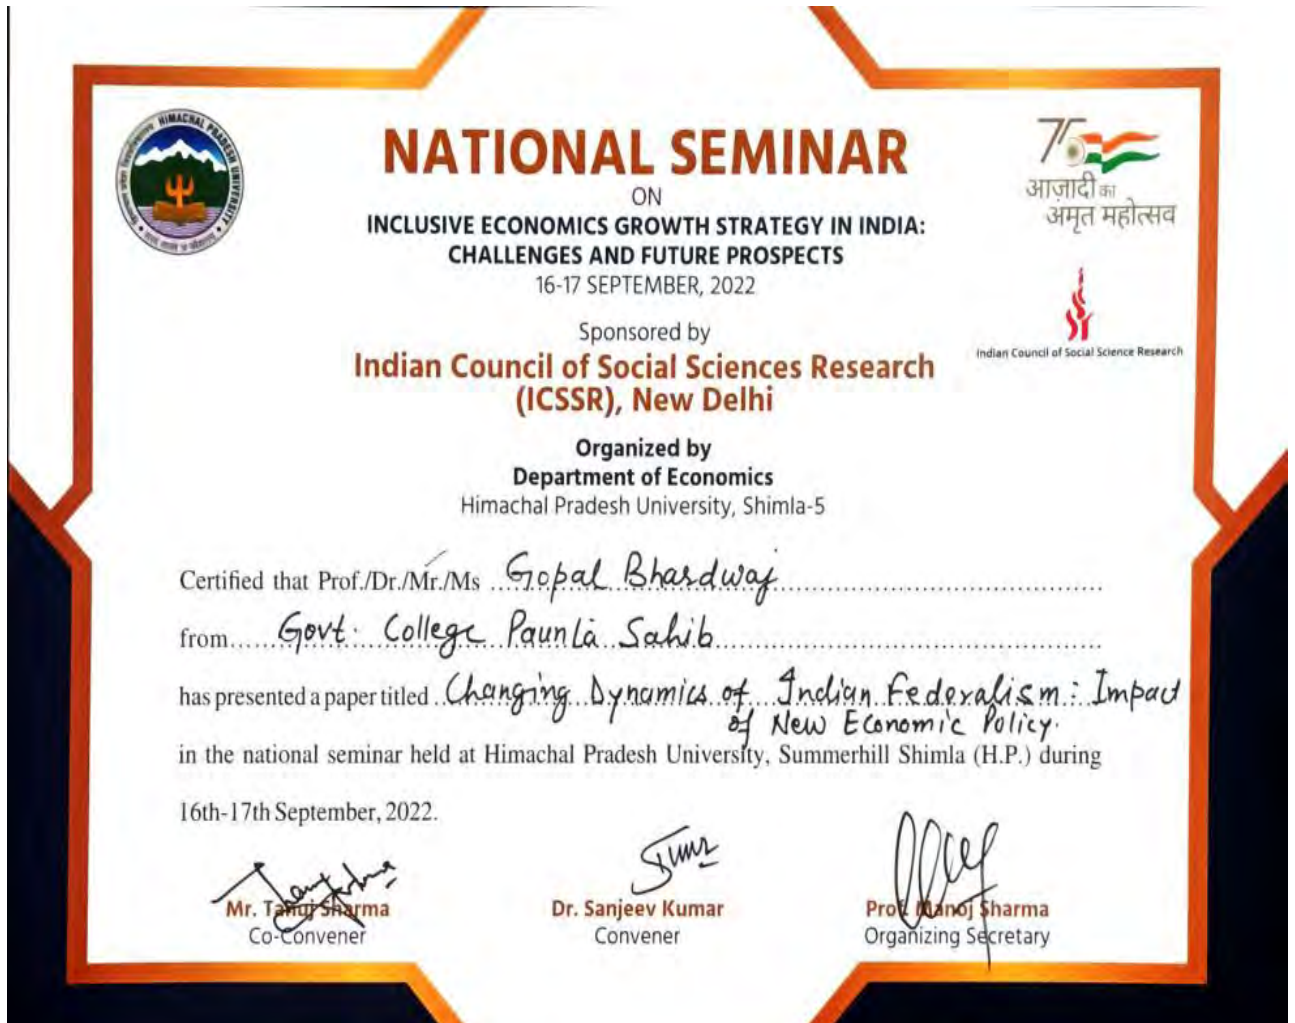 HIMACHAL PRADESH UNIVERSITY
NATIONAL SEMINAR
ON
INCLUSIVE ECONOMICS GROWTH STRATEGY IN INDIA:
CHALLENGES AND FUTURE PROSPECTS
16-17 SEPTEMBER, 2022
75
आज़ादी का
अमृत महोत्सव
Indian Council of Social Science Research
Sponsored by
Indian Council of Social Sciences Research
(ICSSR), New Delhi
Organized by
Department of Economics
Himachal Pradesh University, Shimla-5
Certified that Prof./Dr./Mr./Ms Gopal Bhardwaj
from Govt. College Paunta Sahib
has presented a paper titled Changing Dynamics of Indian Federalism : Impact
of New Economic Policy.
in the national seminar held at Himachal Pradesh University, Summerhill Shimla (H.P.) during
16th-17th September, 2022.
Mr. Tanuj Sharma
Co-Convener
Dr. Sanjeev Kumar
Convener
Prof. Manoj Sharma
Organizing Secretary